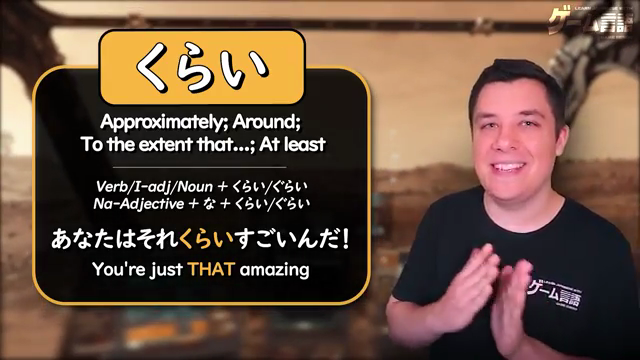 くらい
ゲーム言語
Approximately; Around;
To the extent that...; At least
Verb/I-adj/Noun + くらい/ぐらい
Na-Adjective + な + くらい/ぐらい
あなたはそれくらいすごいんだ!
You're just THAT amazing
ゲーム言語